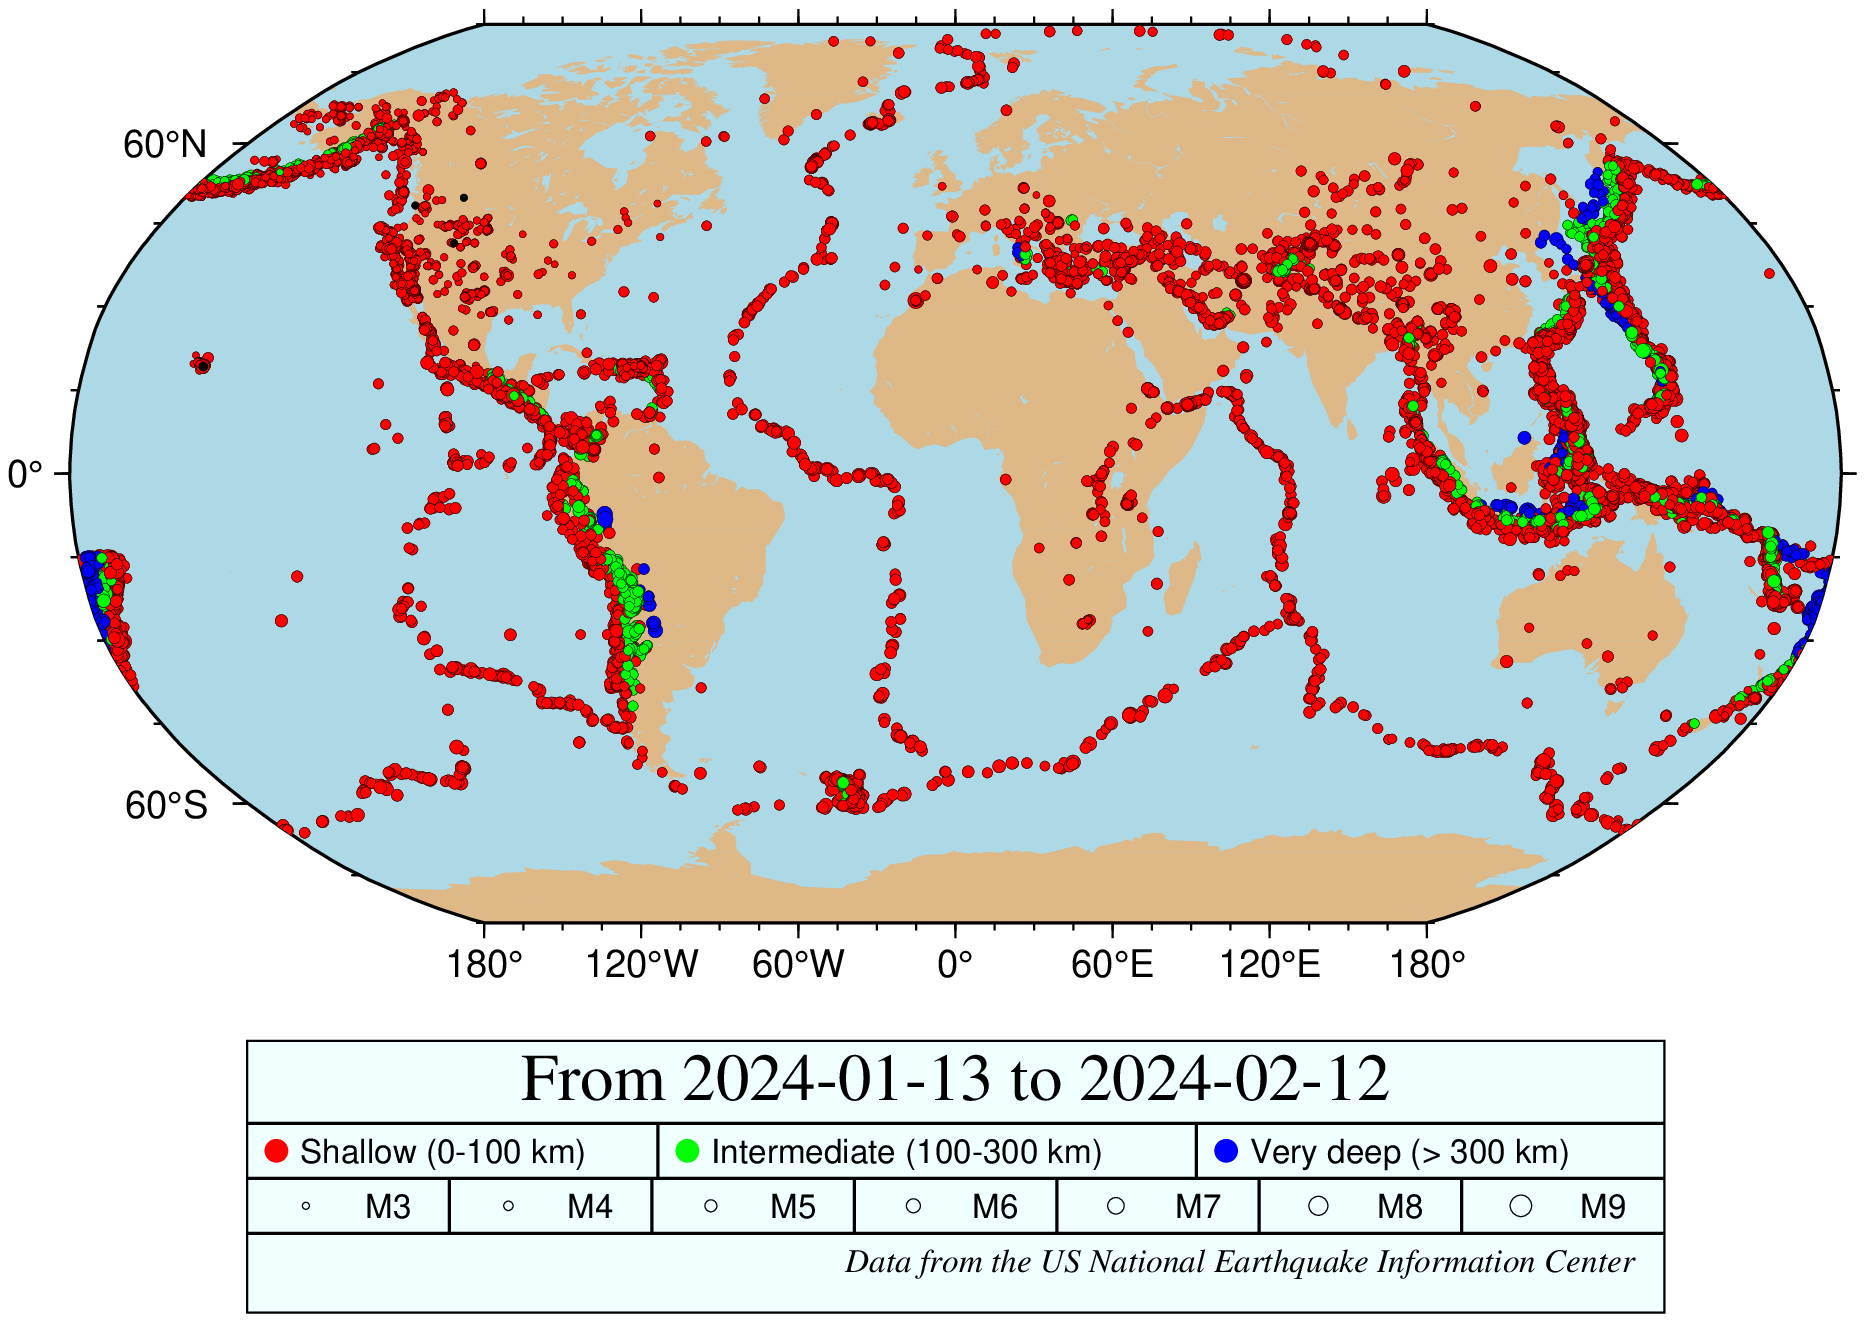 60°N
0°
60°S
180° 120°W 60°W 0° 60°E 120°E 180°
From 2024-01-13 to 2024-02-12
Shallow (0-100 km) Intermediate (100-300 km) Very deep (> 300 km)
M3 M4 M5 M6 M7 M8 M9
Data from the US National Earthquake Information Center